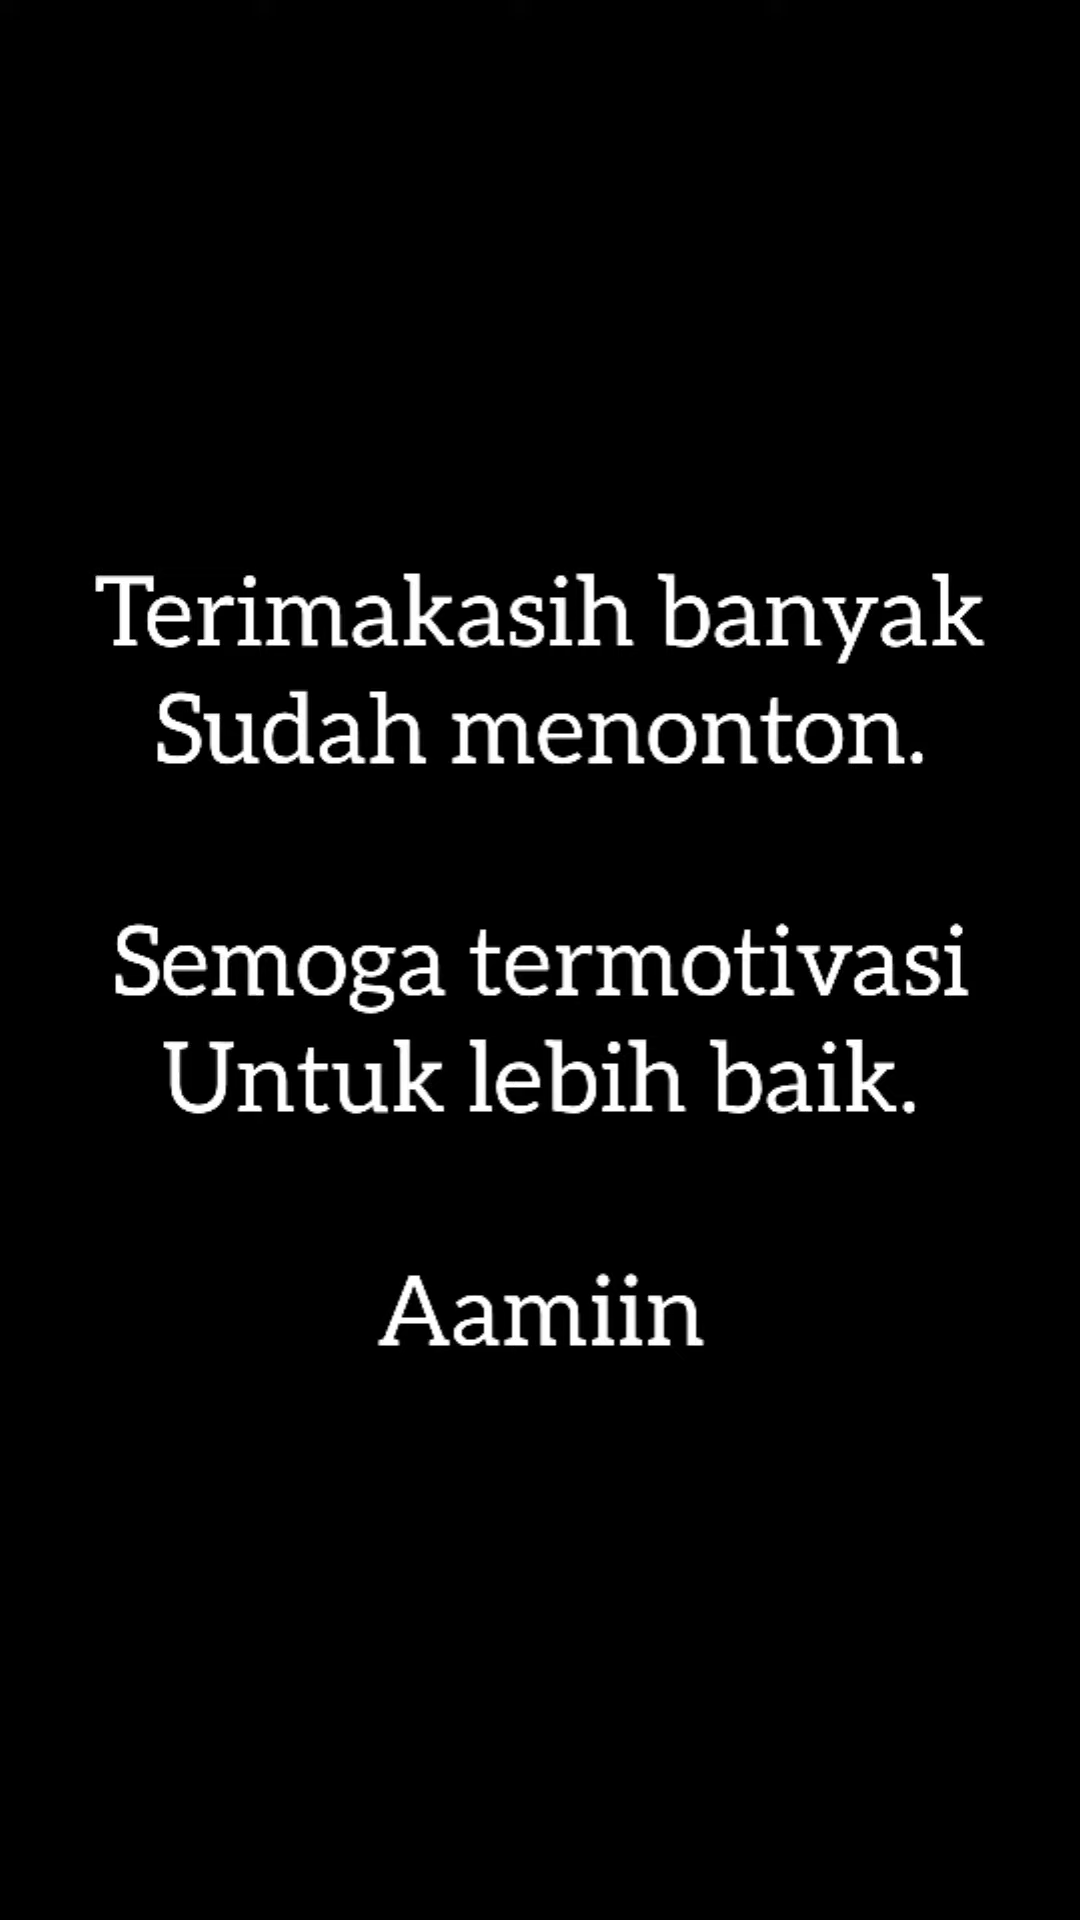 Terimakasih banyak
Sudah menonton.
Semoga termotivasi
Untuk lebih baik.
Aamiin